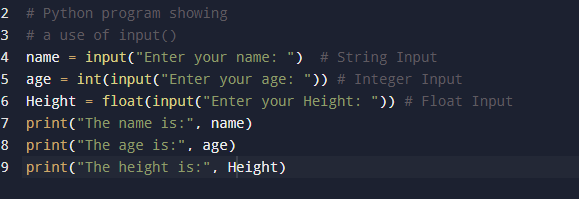 2 # Python program showing
3 # a use of input()
4 name = input("Enter your name: ")  # String Input
5 age = int(input("Enter your age: ")) # Integer Input
6 Height = float(input("Enter your Height: ")) # Float Input
7 print("The name is:", name)
8 print("The age is:", age)
9 print("The height is:", Height)